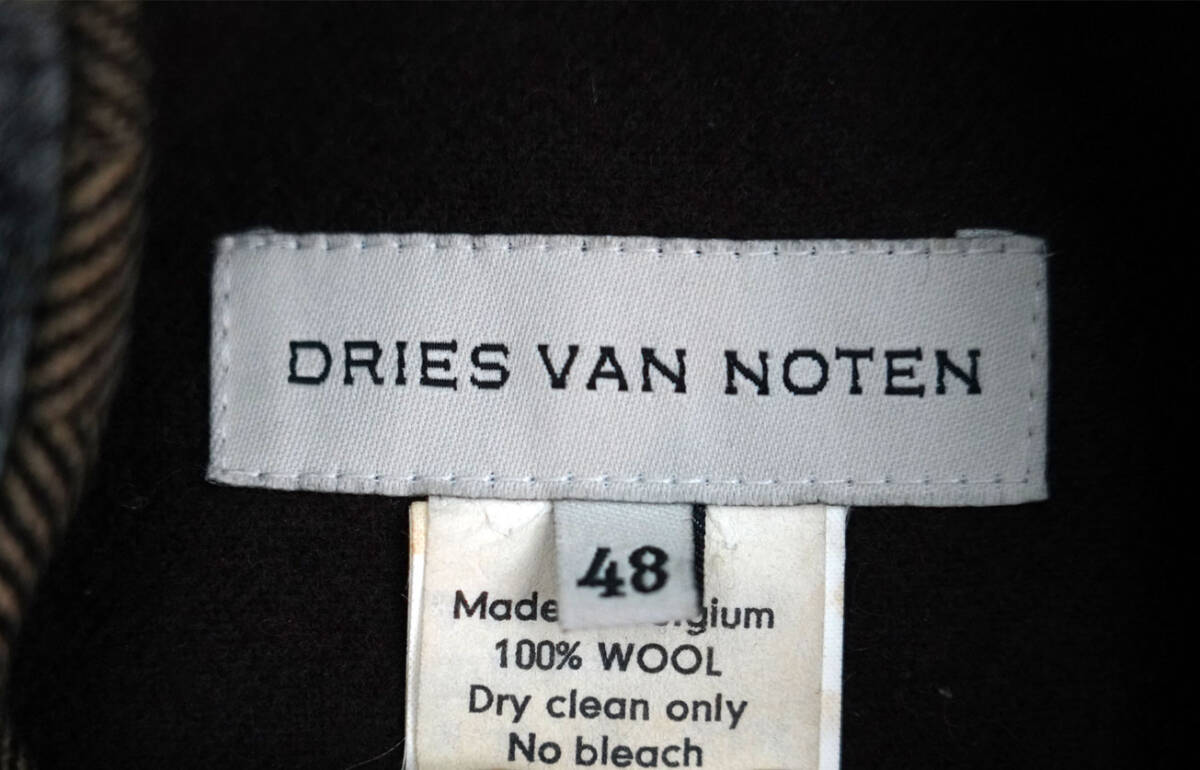 DRIES VAN NOTEN
48
Made
100% WOOL
Dry clean only
No bleach